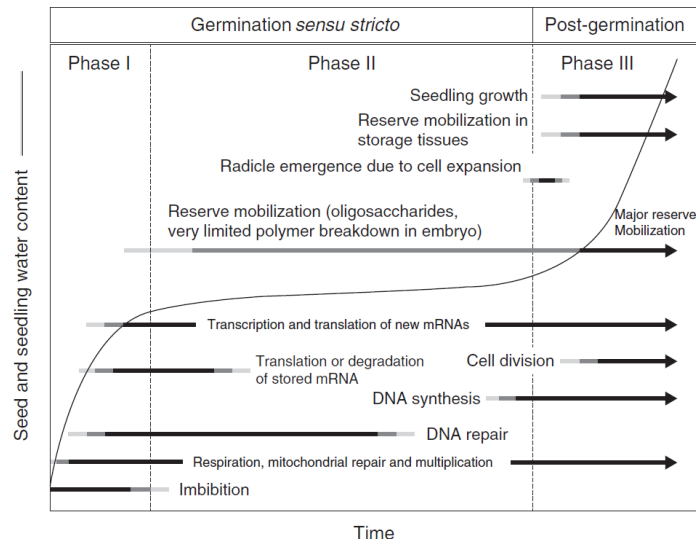 Germination sensu stricto
Post-germination
Phase I
Phase II
Phase III
Seedling growth
Reserve mobilization in
storage tissues
Radicle emergence due to cell expansion
Reserve mobilization (oligosaccharides,
very limited polymer breakdown in embryo)
Major reserve
Mobilization
Transcription and translation of new mRNAs
Translation or degradation
of stored mRNA
Cell division
DNA synthesis
DNA repair
Respiration, mitochondrial repair and multiplication
Imbibition
Seed and seedling water content
Time